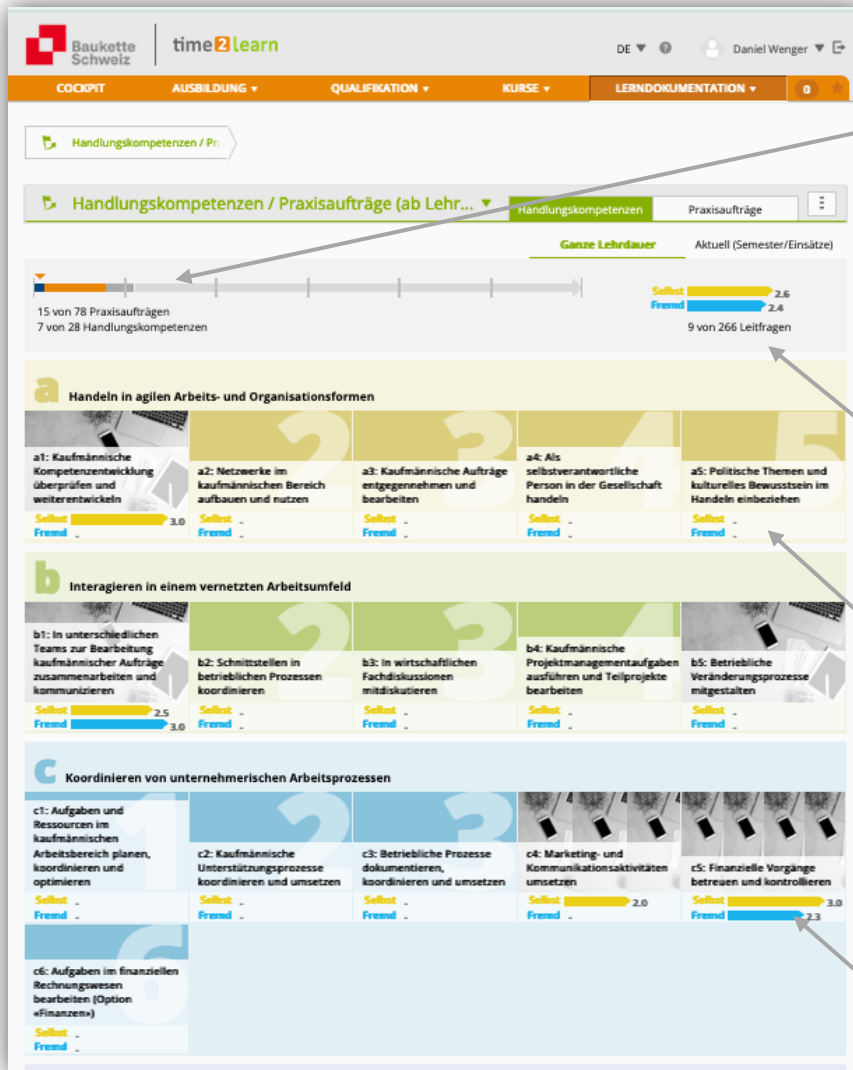 Baukette
Schweiz
time2learn
DE ▼
Daniel Wenger ▼
COCKPIT
AUSBILDUNG ▼
QUALIFIKATION ▼
KURSE ▼
LERNDOKUMENTATION ▼
0
Handlungskompetenzen / Pr
Handlungskompetenzen / Praxisaufträge (ab Lehr... ▼
Handlungskompetenzen
Praxisaufträge
Ganze Lehrdauer
Aktuell (Semester/Einsätze)
15 von 78 Praxisaufträgen
7 von 28 Handlungskompetenzen
Selbst 2.6
Fremd 2.4
9 von 266 Leitfragen
a Handeln in agilen Arbeits- und Organisationsformen
a1: Kaufmännische
Kompetenzentwicklung
überprüfen und
weiterentwickeln
Selbst 3.0
Fremd -
2
a2: Netzwerke im
kaufmännischen Bereich
aufbauen und nutzen
Selbst -
Fremd -
3
a3: Kaufmännische Aufträge
entgegennehmen und
bearbeiten
Selbst -
Fremd -
4
a4: Als
selbstverantwortliche
Person in der Gesellschaft
handeln
Selbst -
Fremd -
5
a5: Politische Themen und
kulturelles Bewusstsein im
Handeln einbeziehen
Selbst -
Fremd -
b Interagieren in einem vernetzten Arbeitsumfeld
b1: In unterschiedlichen
Teams zur Bearbeitung
kaufmännischer Aufträge
zusammenarbeiten und
kommunizieren
Selbst 2.5
Fremd 3.0
2
b2: Schnittstellen in
betrieblichen Prozessen
koordinieren
Selbst -
Fremd -
3
b3: In wirtschaftlichen
Fachdiskussionen
mitdiskutieren
Selbst -
Fremd -
4
b4: Kaufmännische
Projektmanagementaufgaben
ausführen und Teilprojekte
bearbeiten
Selbst -
Fremd -
b5: Betriebliche
Veränderungsprozesse
mitgestalten
Selbst -
Fremd -
c Koordinieren von unternehmerischen Arbeitsprozessen
1
c1: Aufgaben und
Ressourcen im
kaufmännischen
Arbeitsbereich planen,
koordinieren und
optimieren
Selbst -
Fremd -
2
c2: Kaufmännische
Unterstützungsprozesse
koordinieren und umsetzen
Selbst -
Fremd -
3
c3: Betriebliche Prozesse
dokumentieren,
koordinieren und umsetzen
Selbst -
Fremd -
c4: Marketing- und
Kommunikationsaktivitäten
umsetzen
Selbst 2.0
Fremd -
c5: Finanzielle Vorgänge
betreuen und kontrollieren
Selbst 3.0
Fremd 2.3
6
c6: Aufgaben im finanziellen
Rechnungswesen
bearbeiten (Option
«Finanzen»)
Selbst -
Fremd -